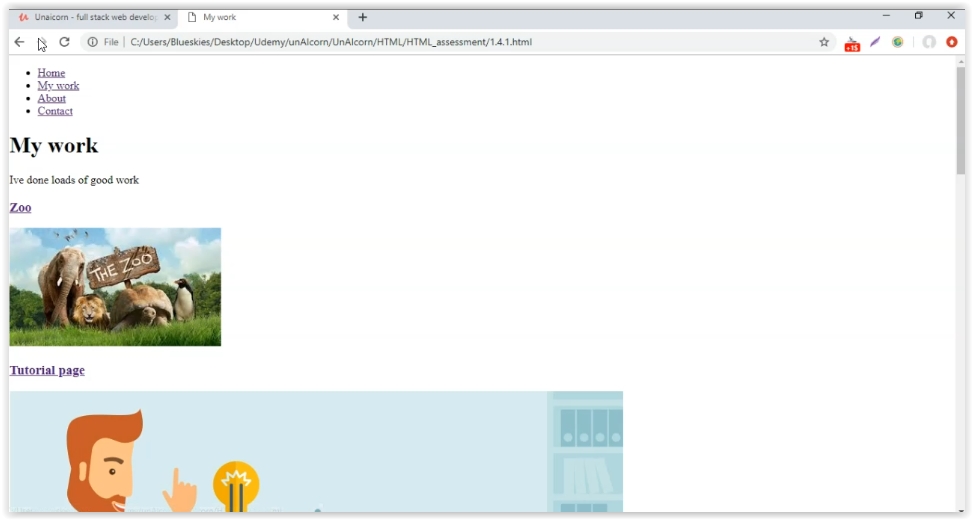 Unaicorn - full stack web develop
My work
File
C:/Users/Blueskies/Desktop/Udemy/unAIcorn/UnAIcorn/HTML/HTML_assessment/1.4.1.html
+1$
Home
My work
About
Contact
My work
Ive done loads of good work
Zoo
THE ZOO
Tutorial page